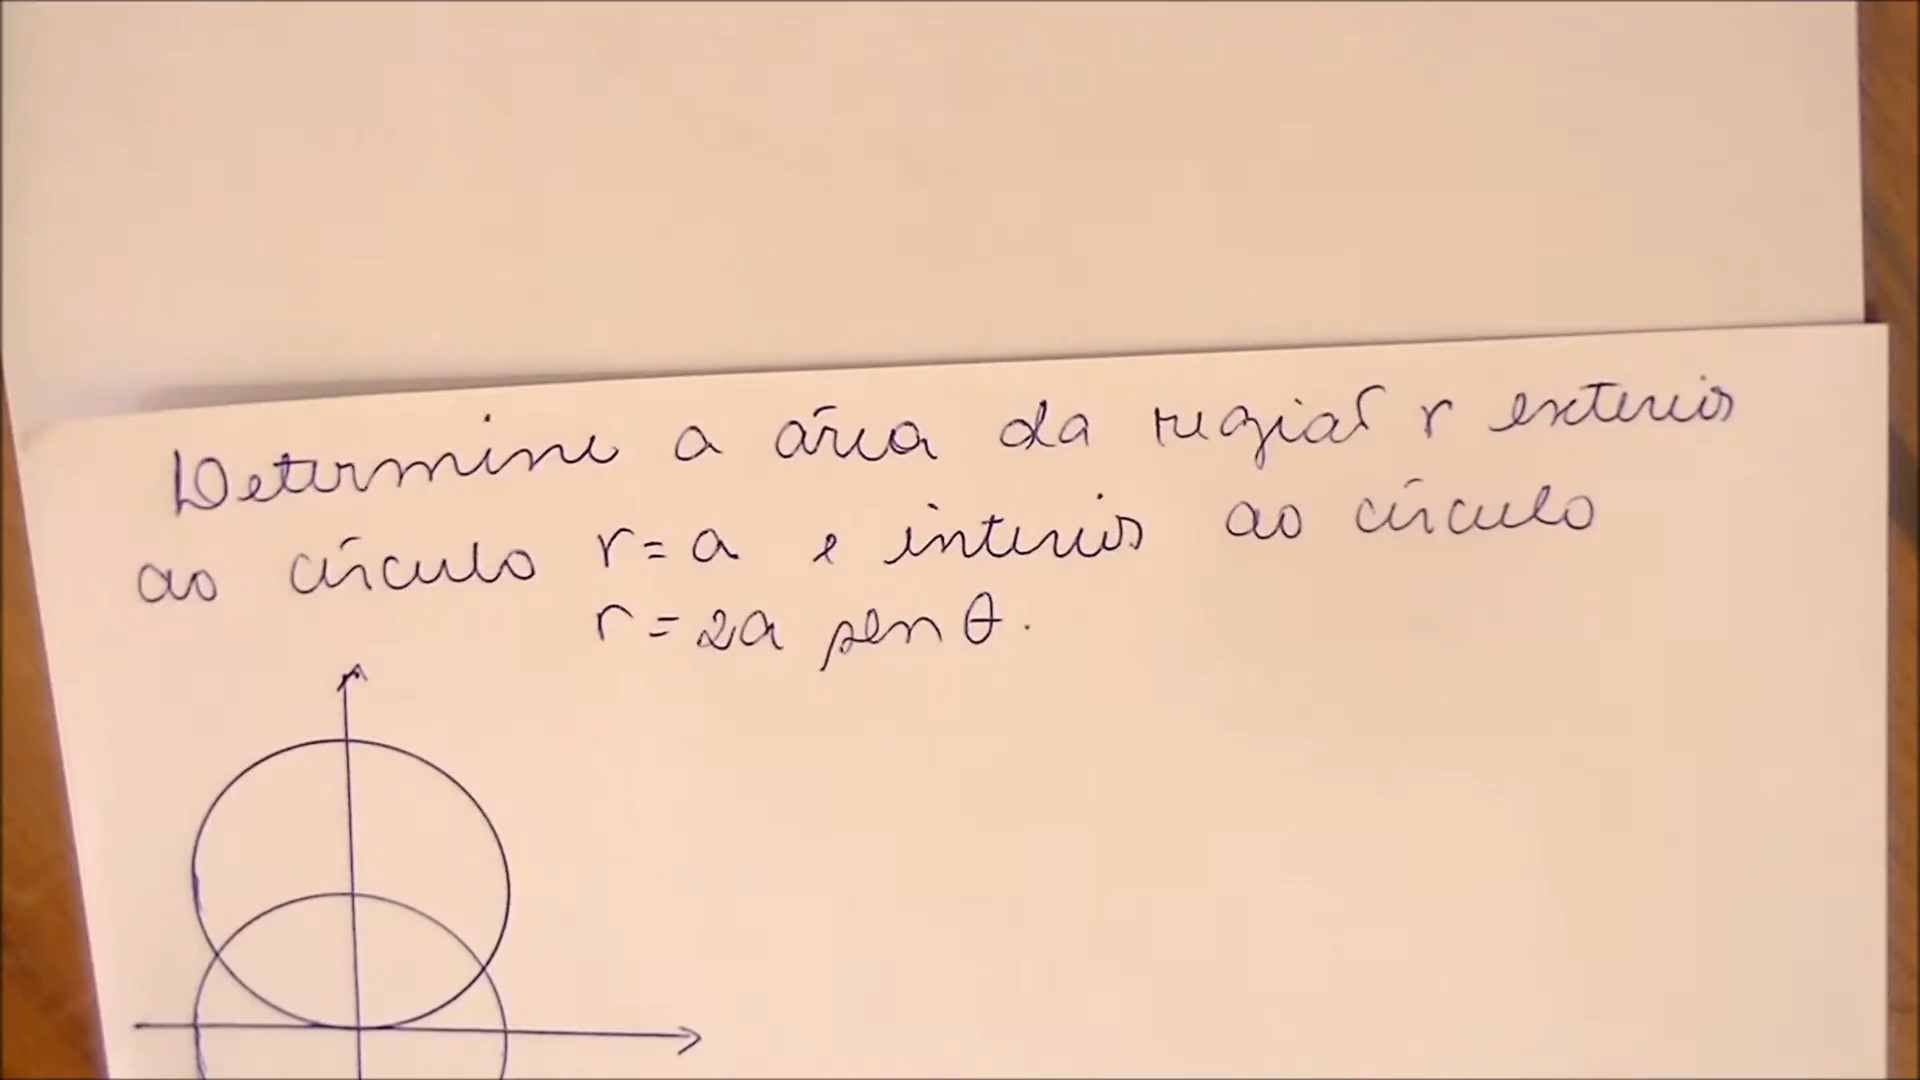 Determine a área da região r exterior
ao círculo r = a e interior ao círculo
r = 2a sen θ.